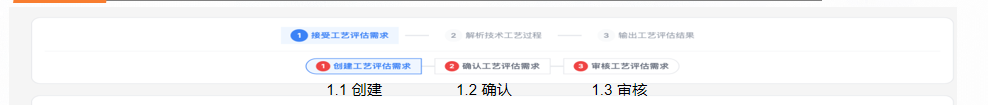 1 接受工艺评估需求 2 解析技术工艺过程 3 输出工艺评估结果
1 创建工艺评估需求 2 确认工艺评估需求 3 审核工艺评估需求
1.1 创建 1.2 确认 1.3 审核